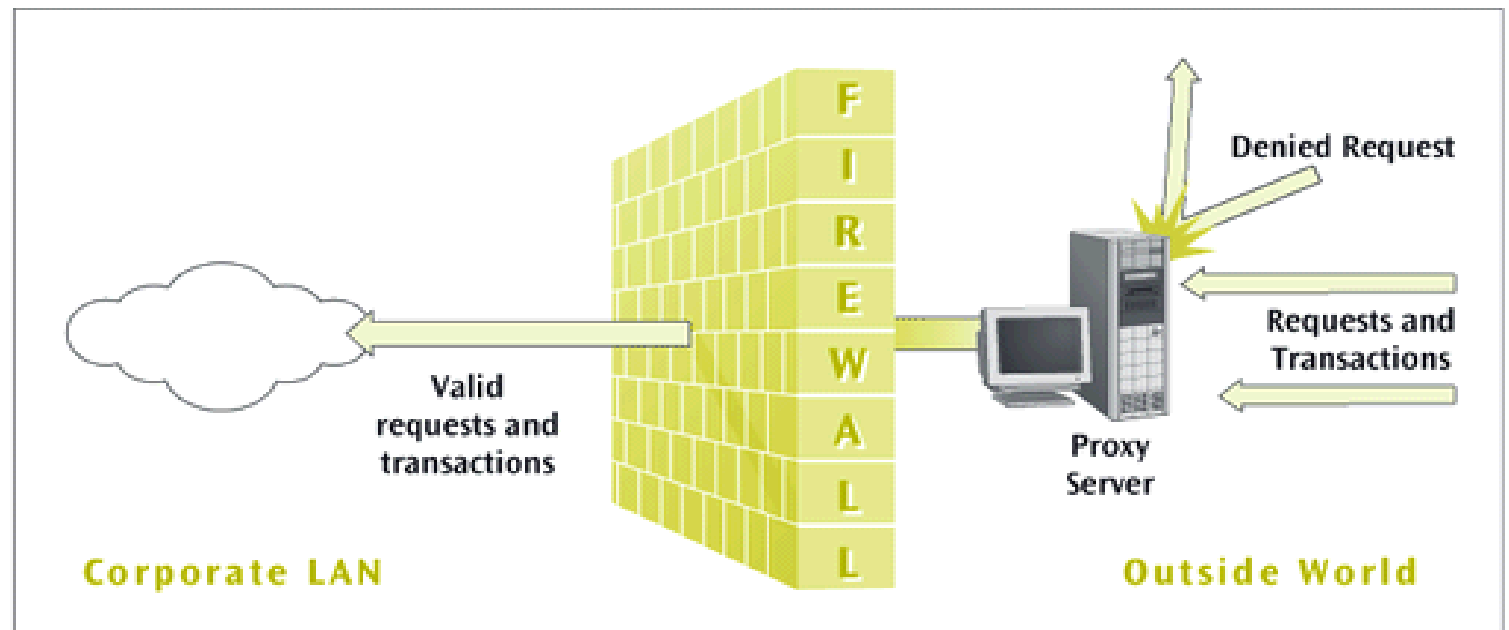 Corporate LAN
Valid
requests and
transactions
F
I
R
E
W
A
L
L
Denied Request
Requests and
Transactions
Proxy
Server
Outside World